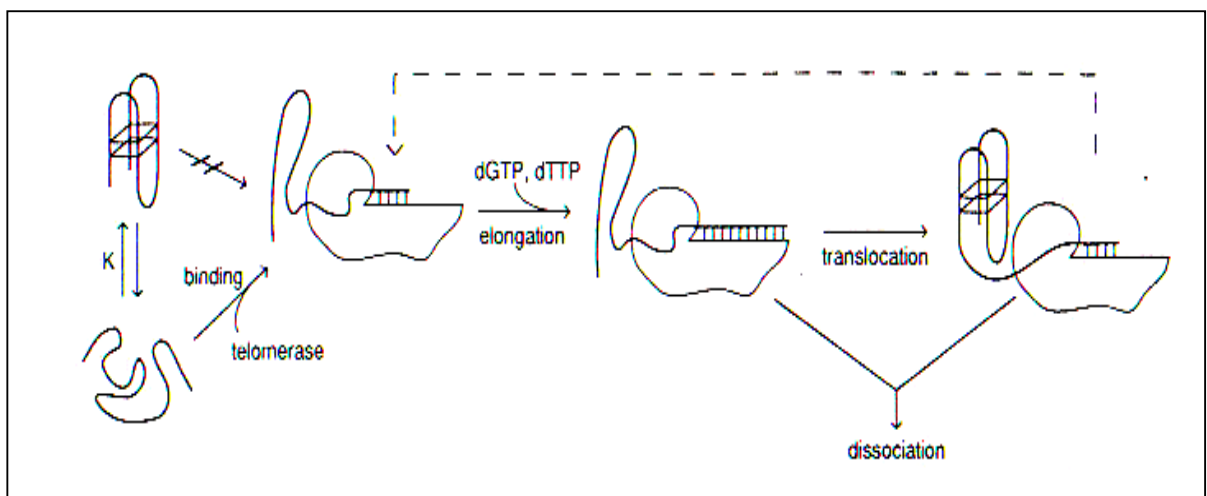 K
binding
telomerase
dGTP, dTTP
elongation
translocation
dissociation